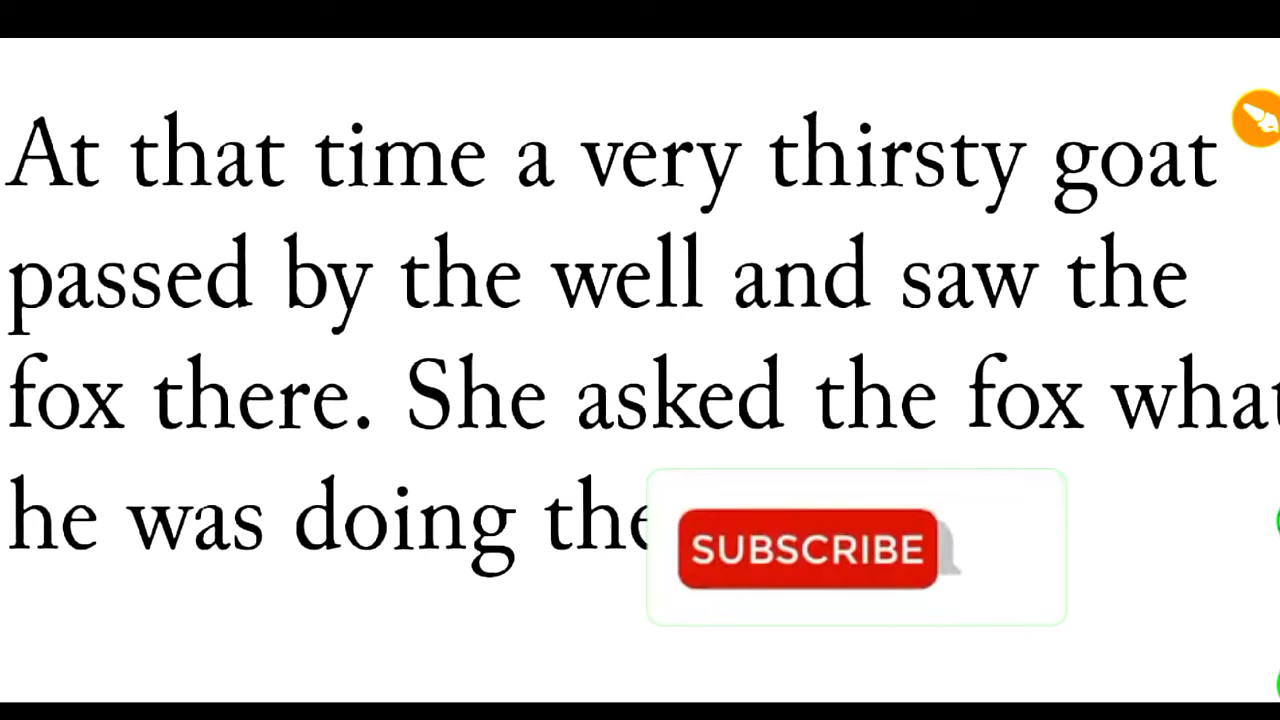 At that time a very thirsty goat
passed by the well and saw the
fox there. She asked the fox what
he was doing
SUBSCRIBE